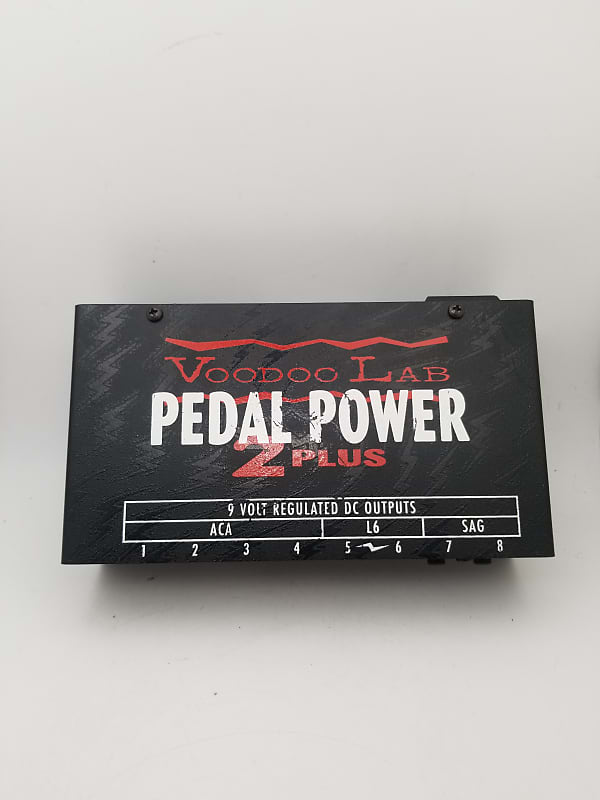 VOODOO LAB
PEDAL POWER
2 PLUS
9 VOLT REGULATED DC OUTPUTS
ACA L6 SAG
1 2 3 4 5 6 7 8